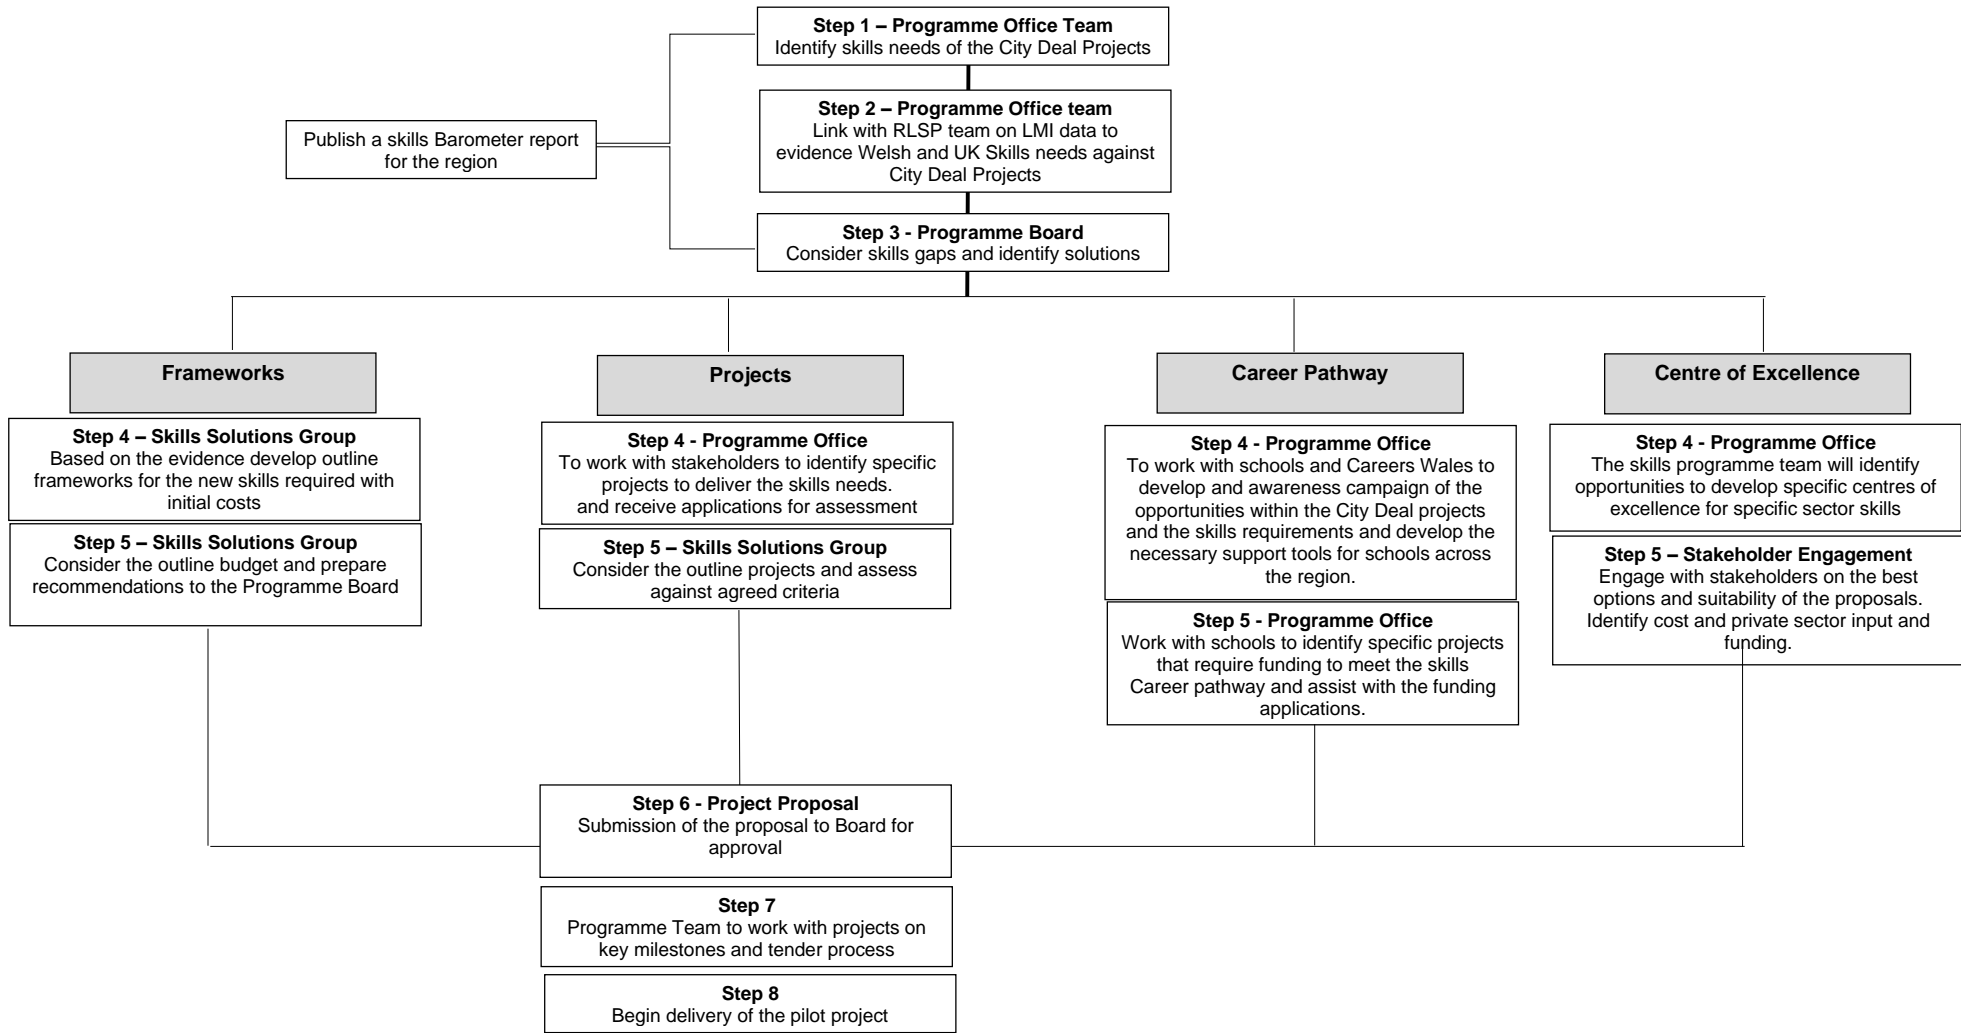 Step 1 – Programme Office Team
Identify skills needs of the City Deal Projects
Step 2 – Programme Office team
Link with RLSP team on LMI data to
evidence Welsh and UK Skills needs against
City Deal Projects
Publish a skills Barometer report
for the region
Step 3 - Programme Board
Consider skills gaps and identify solutions
Frameworks
Step 4 – Skills Solutions Group
Based on the evidence develop outline
frameworks for the new skills required with
initial costs
Step 5 – Skills Solutions Group
Consider the outline budget and prepare
recommendations to the Programme Board
Projects
Step 4 - Programme Office
To work with stakeholders to identify specific
projects to deliver the skills needs.
and receive applications for assessment
Step 5 – Skills Solutions Group
Consider the outline projects and assess
against agreed criteria
Career Pathway
Step 4 - Programme Office
To work with schools and Careers Wales to
develop and awareness campaign of the
opportunities within the City Deal projects
and the skills requirements and develop the
necessary support tools for schools across
the region.
Step 5 - Programme Office
Work with schools to identify specific projects
that require funding to meet the skills
Career pathway and assist with the funding
applications.
Centre of Excellence
Step 4 - Programme Office
The skills programme team will identify
opportunities to develop specific centres of
excellence for specific sector skills
Step 5 – Stakeholder Engagement
Engage with stakeholders on the best
options and suitability of the proposals.
Identify cost and private sector input and
funding.
Step 6 - Project Proposal
Submission of the proposal to Board for
approval
Step 7
Programme Team to work with projects on
key milestones and tender process
Step 8
Begin delivery of the pilot project